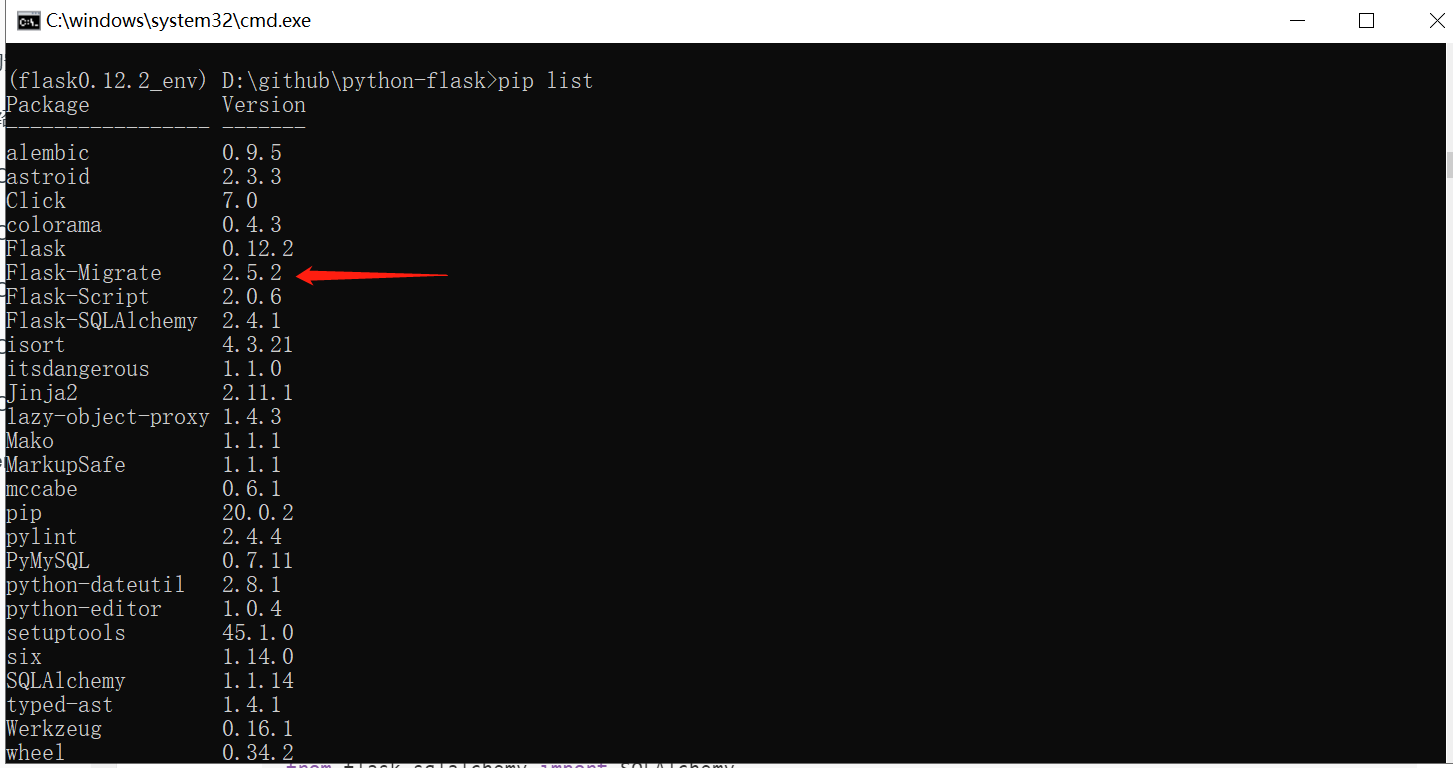 C:\windows\system32\cmd.exe
(flask0.12.2_env) D:\github\python-flask>pip list
Package Version
----------------- -------
alembic 0.9.5
astroid 2.3.3
Click 7.0
colorama 0.4.3
Flask 0.12.2
Flask-Migrate 2.5.2
Flask-Script 2.0.6
Flask-SQLAlchemy 2.4.1
isort 4.3.21
itsdangerous 1.1.0
Jinja2 2.11.1
lazy-object-proxy 1.4.3
Mako 1.1.1
MarkupSafe 1.1.1
mccabe 0.6.1
pip 20.0.2
pylint 2.4.4
PyMySQL 0.7.11
python-dateutil 2.8.1
python-editor 1.0.4
setuptools 45.1.0
six 1.14.0
SQLAlchemy 1.1.14
typed-ast 1.4.1
Werkzeug 0.16.1
wheel 0.34.2
from flask_sqlalchemy import SQLAlchemy